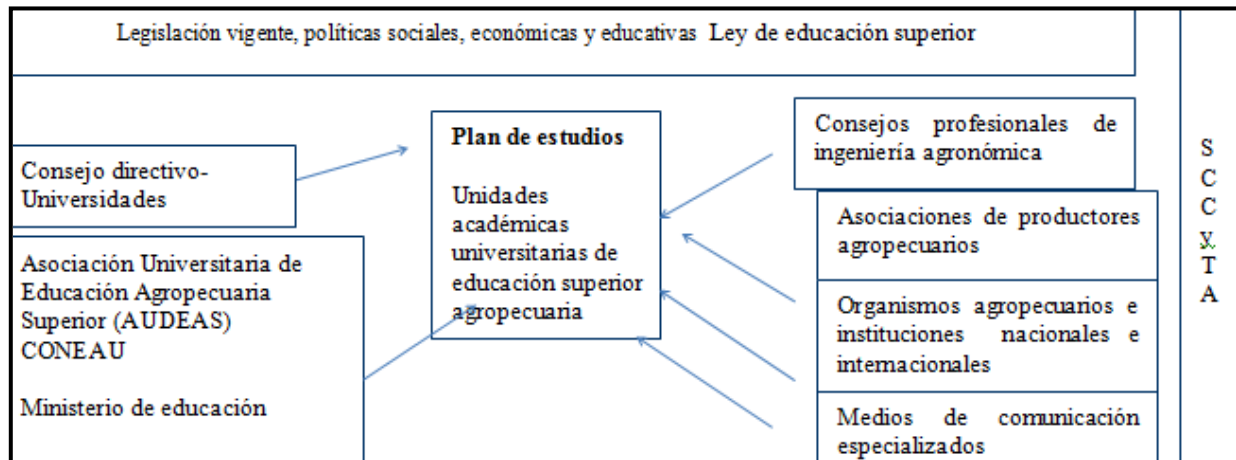 Legislación vigente, políticas sociales, económicas y educativas Ley de educación superior
Consejo directivo-
Universidades
Asociación Universitaria de
Educación Agropecuaria
Superior (AUDEAS)
CONEAU
Ministerio de educación
Plan de estudios
Unidades
académicas
universitarias de
educación superior
agropecuaria
Consejos profesionales de
ingeniería agronómica
Asociaciones de productores
agropecuarios
Organismos agropecuarios e
instituciones nacionales e
internacionales
Medios de comunicación
especializados
S
C
C
y
T
A